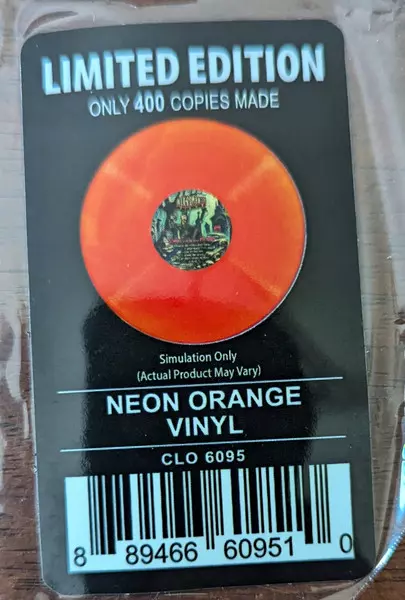 LIMITED EDITION
ONLY 400 COPIES MADE
Simulation Only
(Actual Product May Vary)
NEON ORANGE
VINYL
CLO 6095
8 89466 60951 0